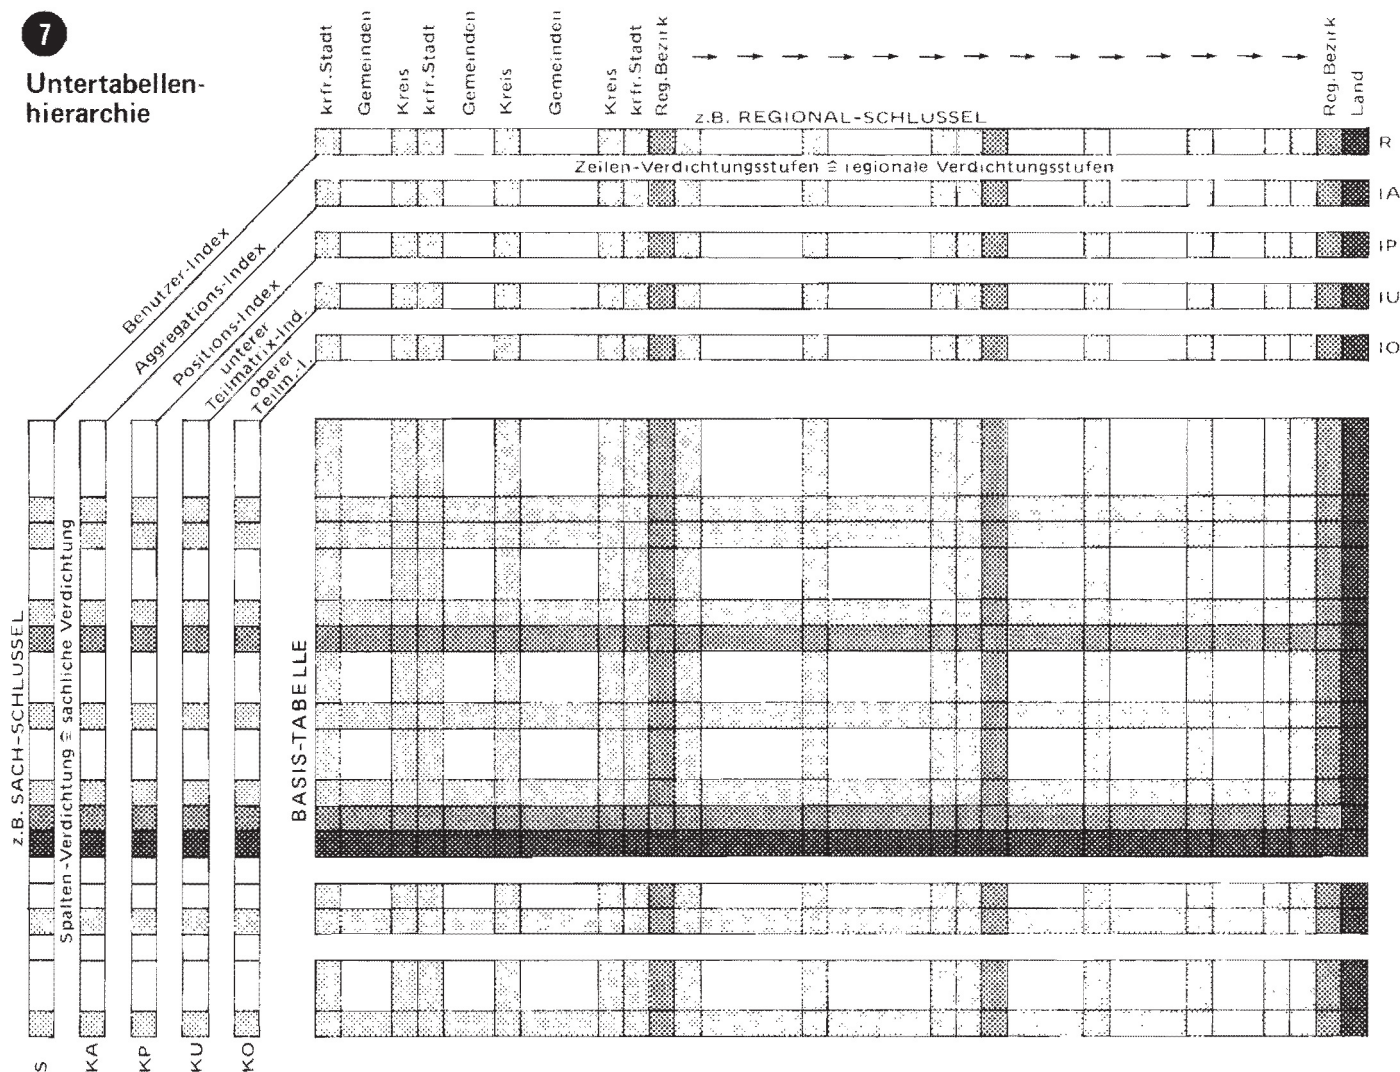 7
Untertabellen-
hierarchie
krfr.Stadt
Gemeinden
Kreis
krfr.Stadt
Gemeinden
Kreis
Gemeinden
Kreis
krfr.Stadt
Reg.Bezirk
Reg.Bezirk
Land
z.B. REGIONAL-SCHLUSSEL
R
Zeilen-Verdichtungsstufen ≙ regionale Verdichtungsstufen
IA
IP
IU
IO
Benutzer-Index
Aggregations-Index
Positions-Index
unterer
Teilmatrix-Ind.
oberer
Teilm.-I.
z.B. SACH-SCHLUSSEL
Spalten-Verdichtung ≙ sachliche Verdichtung
BASIS-TABELLE
S
KA
KP
KU
KO